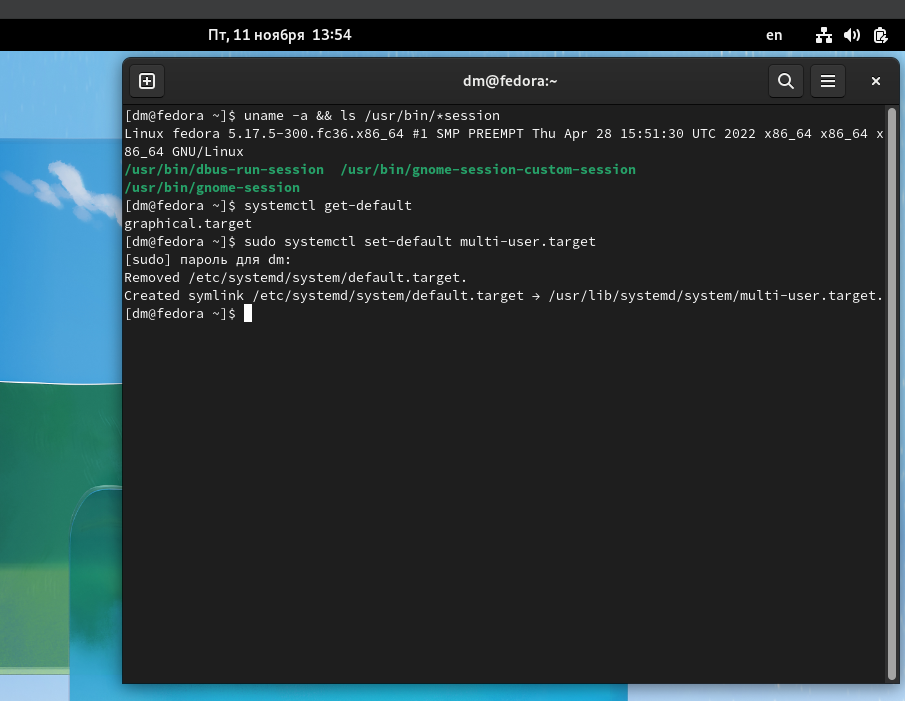 Пт, 11 ноября 13:54
en
dm@fedora:~
[dm@fedora ~]$ uname -a && ls /usr/bin/*session
Linux fedora 5.17.5-300.fc36.x86_64 #1 SMP PREEMPT Thu Apr 28 15:51:30 UTC 2022 x86_64 x86_64 x
86_64 GNU/Linux
/usr/bin/dbus-run-session  /usr/bin/gnome-session-custom-session
/usr/bin/gnome-session
[dm@fedora ~]$ systemctl get-default
graphical.target
[dm@fedora ~]$ sudo systemctl set-default multi-user.target
[sudo] пароль для dm:
Removed /etc/systemd/system/default.target.
Created symlink /etc/systemd/system/default.target → /usr/lib/systemd/system/multi-user.target.
[dm@fedora ~]$